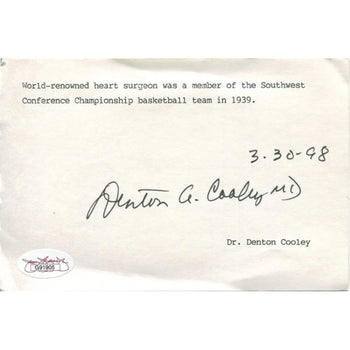 World-renowned heart surgeon was a member of the Southwest
Conference Championship basketball team in 1939.
3-30-98
Denton A. Cooley MD
Dr. Denton Cooley